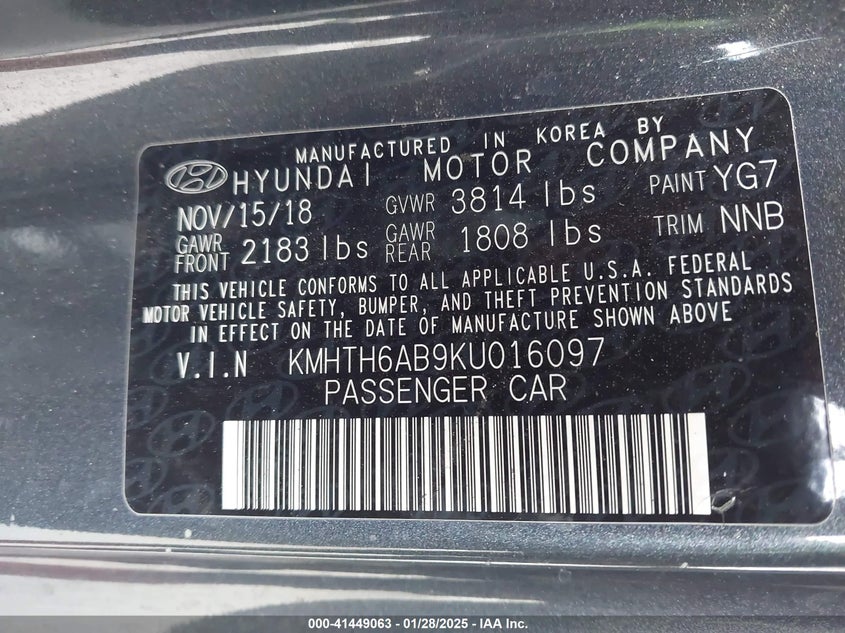 MANUFACTURED IN KOREA BY
HYUNDAI MOTOR COMPANY
NOV/15/18 GVWR 3814 lbs PAINT YG7
GAWR FRONT 2183 lbs GAWR REAR 1808 lbs TRIM NNB
THIS VEHICLE CONFORMS TO ALL APPLICABLE U.S.A. FEDERAL
MOTOR VEHICLE SAFETY, BUMPER, AND THEFT PREVENTION STANDARDS
IN EFFECT ON THE DATE OF MANUFACTURE SHOWN ABOVE
V.I.N KMHTH6AB9KU016097
PASSENGER CAR
000-41449063 - 01/28/2025 - IAA Inc.